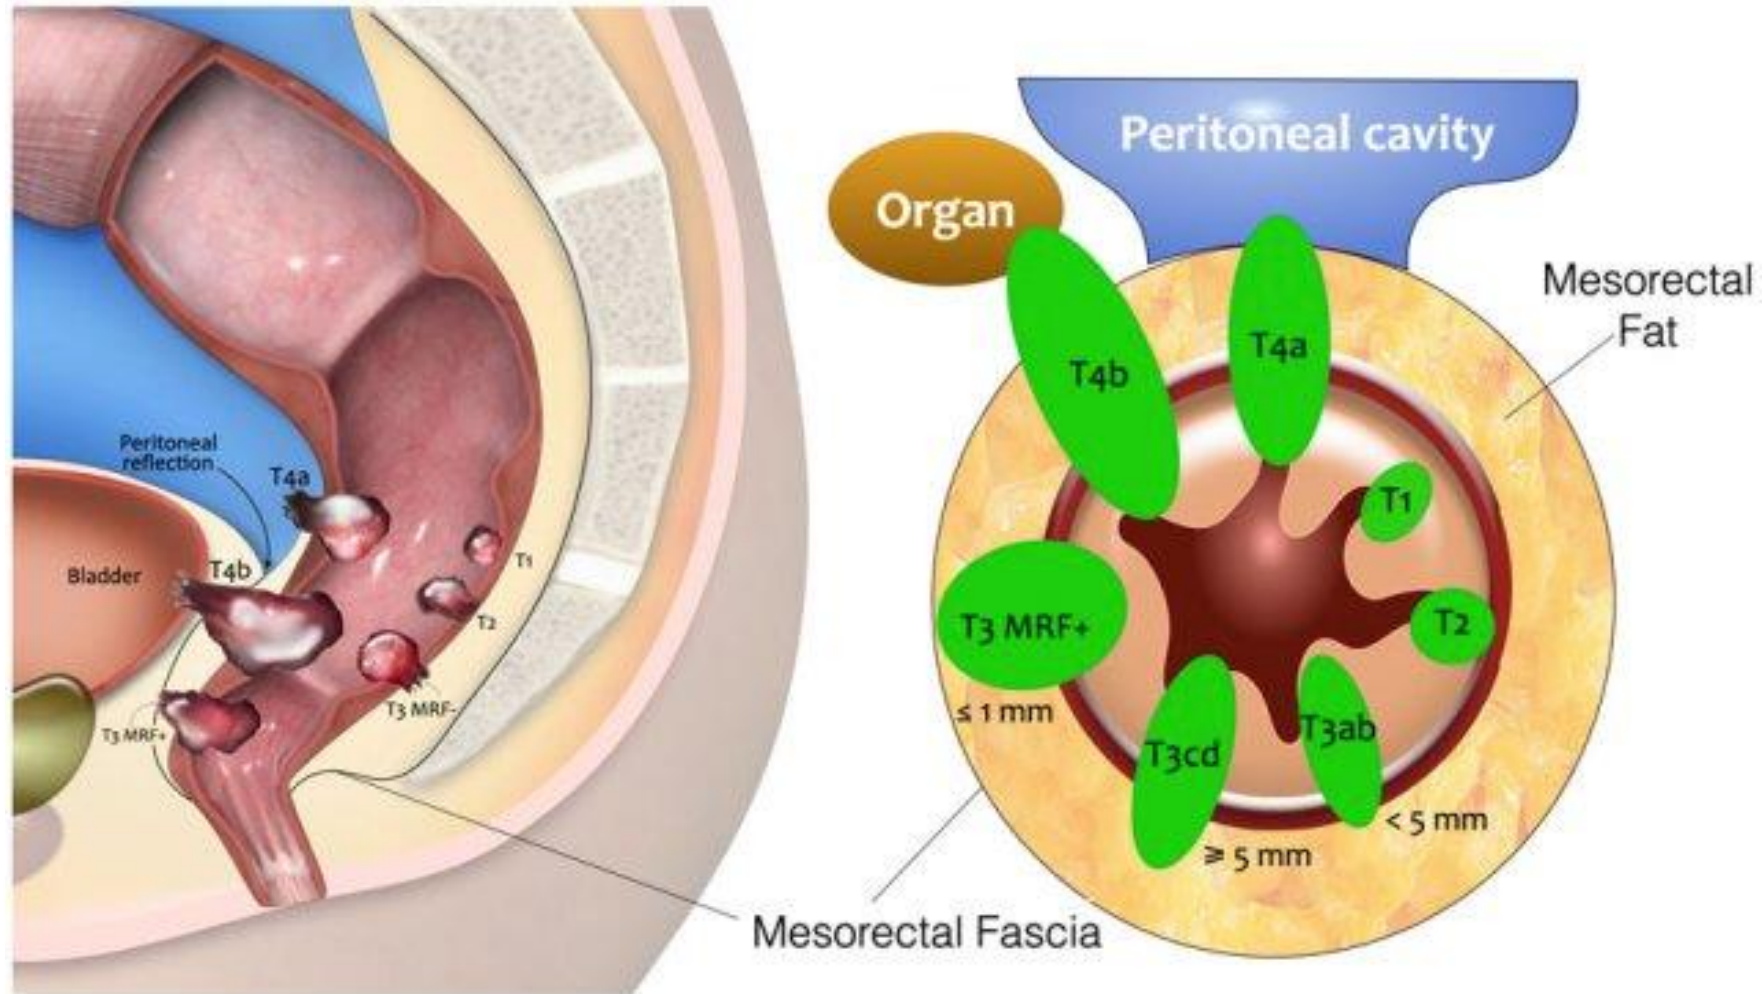 Peritoneal
reflection
T4a
Bladder
T4b
T1
T2
T3 MRF-
T3 MRF+
Peritoneal cavity
Organ
Mesorectal
Fat
T4b
T4a
T1
T3 MRF+
T2
≤ 1 mm
T3cd
T3ab
< 5 mm
≥ 5 mm
Mesorectal Fascia